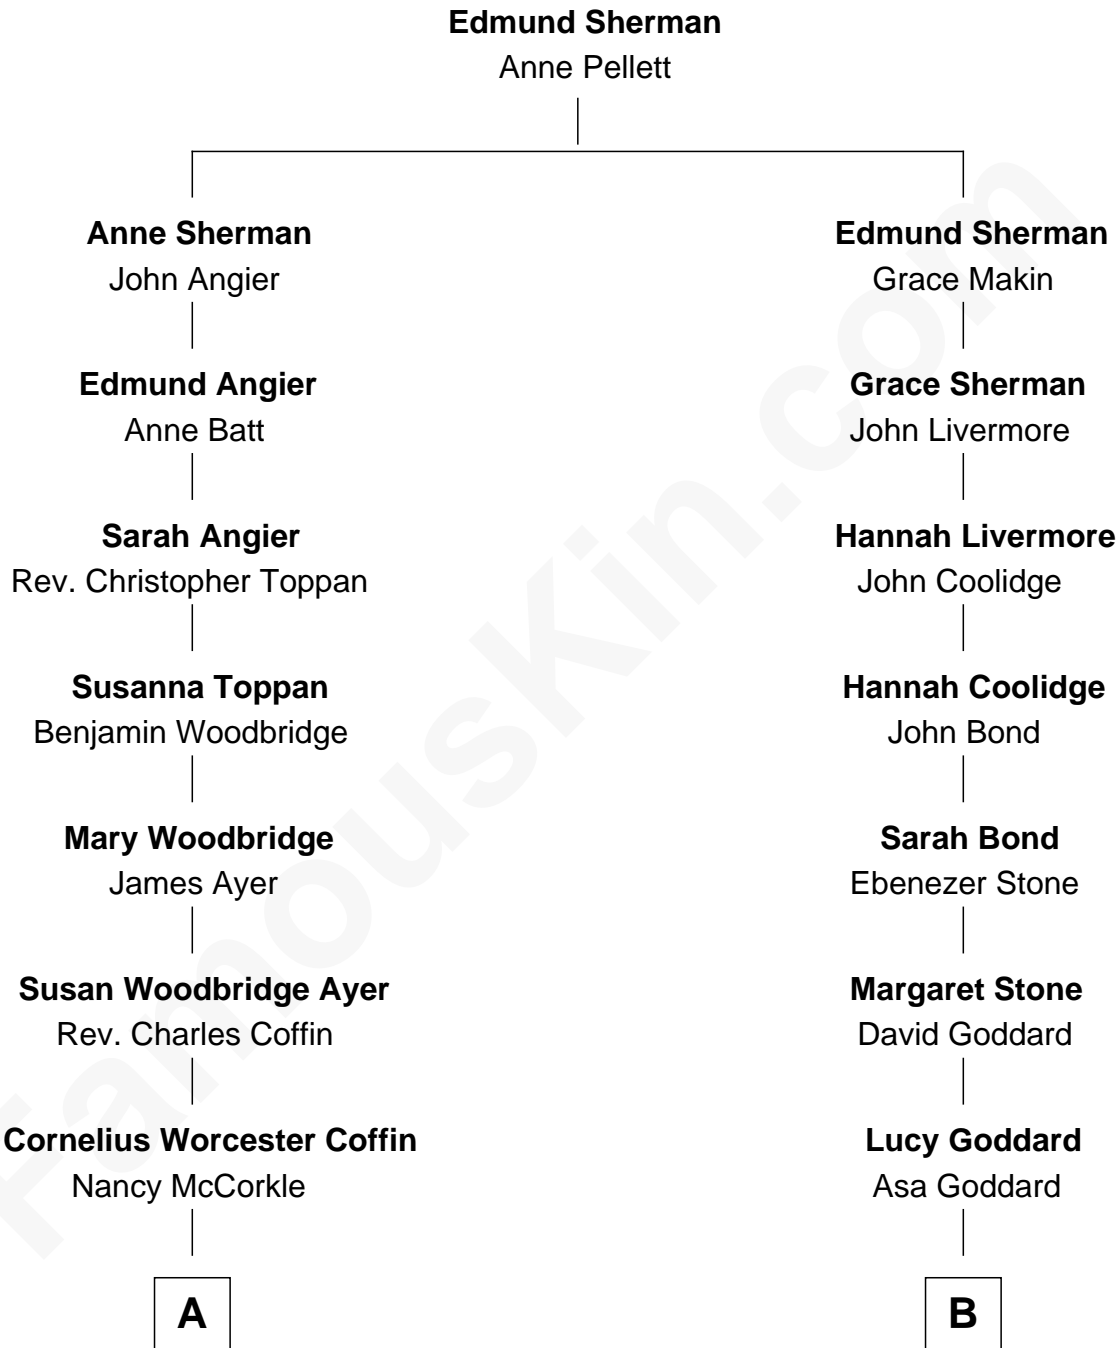 Edmund Sherman
Anne Pellett
Anne Sherman
John Angier
Edmund Angier
Anne Batt
Sarah Angier
Rev. Christopher Toppan
Susanna Toppan
Benjamin Woodbridge
Mary Woodbridge
James Ayer
Susan Woodbridge Ayer
Rev. Charles Coffin
Cornelius Worcester Coffin
Nancy McCorkle
A
Edmund Sherman
Grace Makin
Grace Sherman
John Livermore
Hannah Livermore
John Coolidge
Hannah Coolidge
John Bond
Sarah Bond
Ebenezer Stone
Margaret Stone
David Goddard
Lucy Goddard
Asa Goddard
B
FamousKin.com